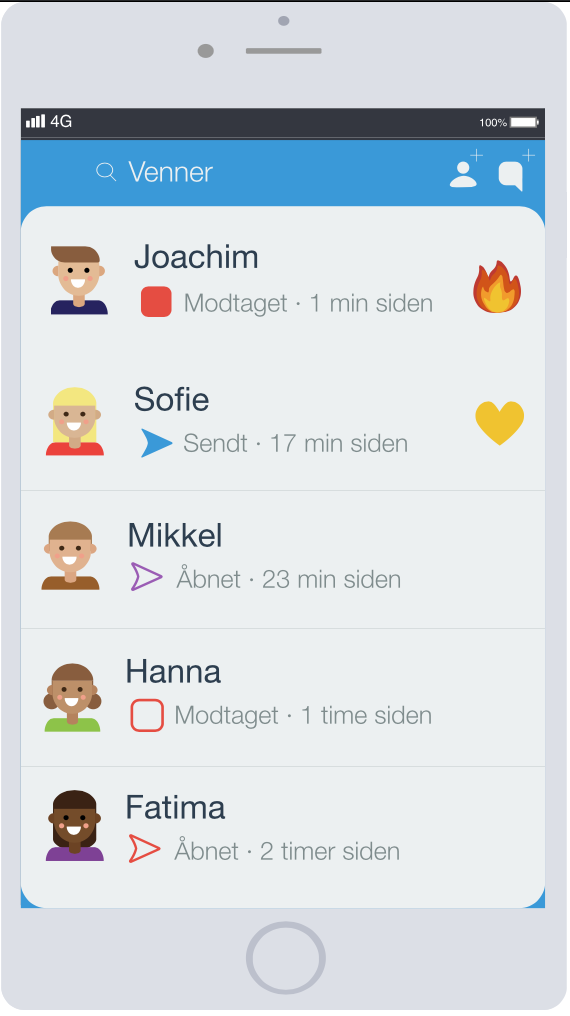 4G 100%
Venner
Joachim
Modtaget · 1 min siden
Sofie
Sendt · 17 min siden
Mikkel
Åbnet · 23 min siden
Hanna
Modtaget · 1 time siden
Fatima
Åbnet · 2 timer siden